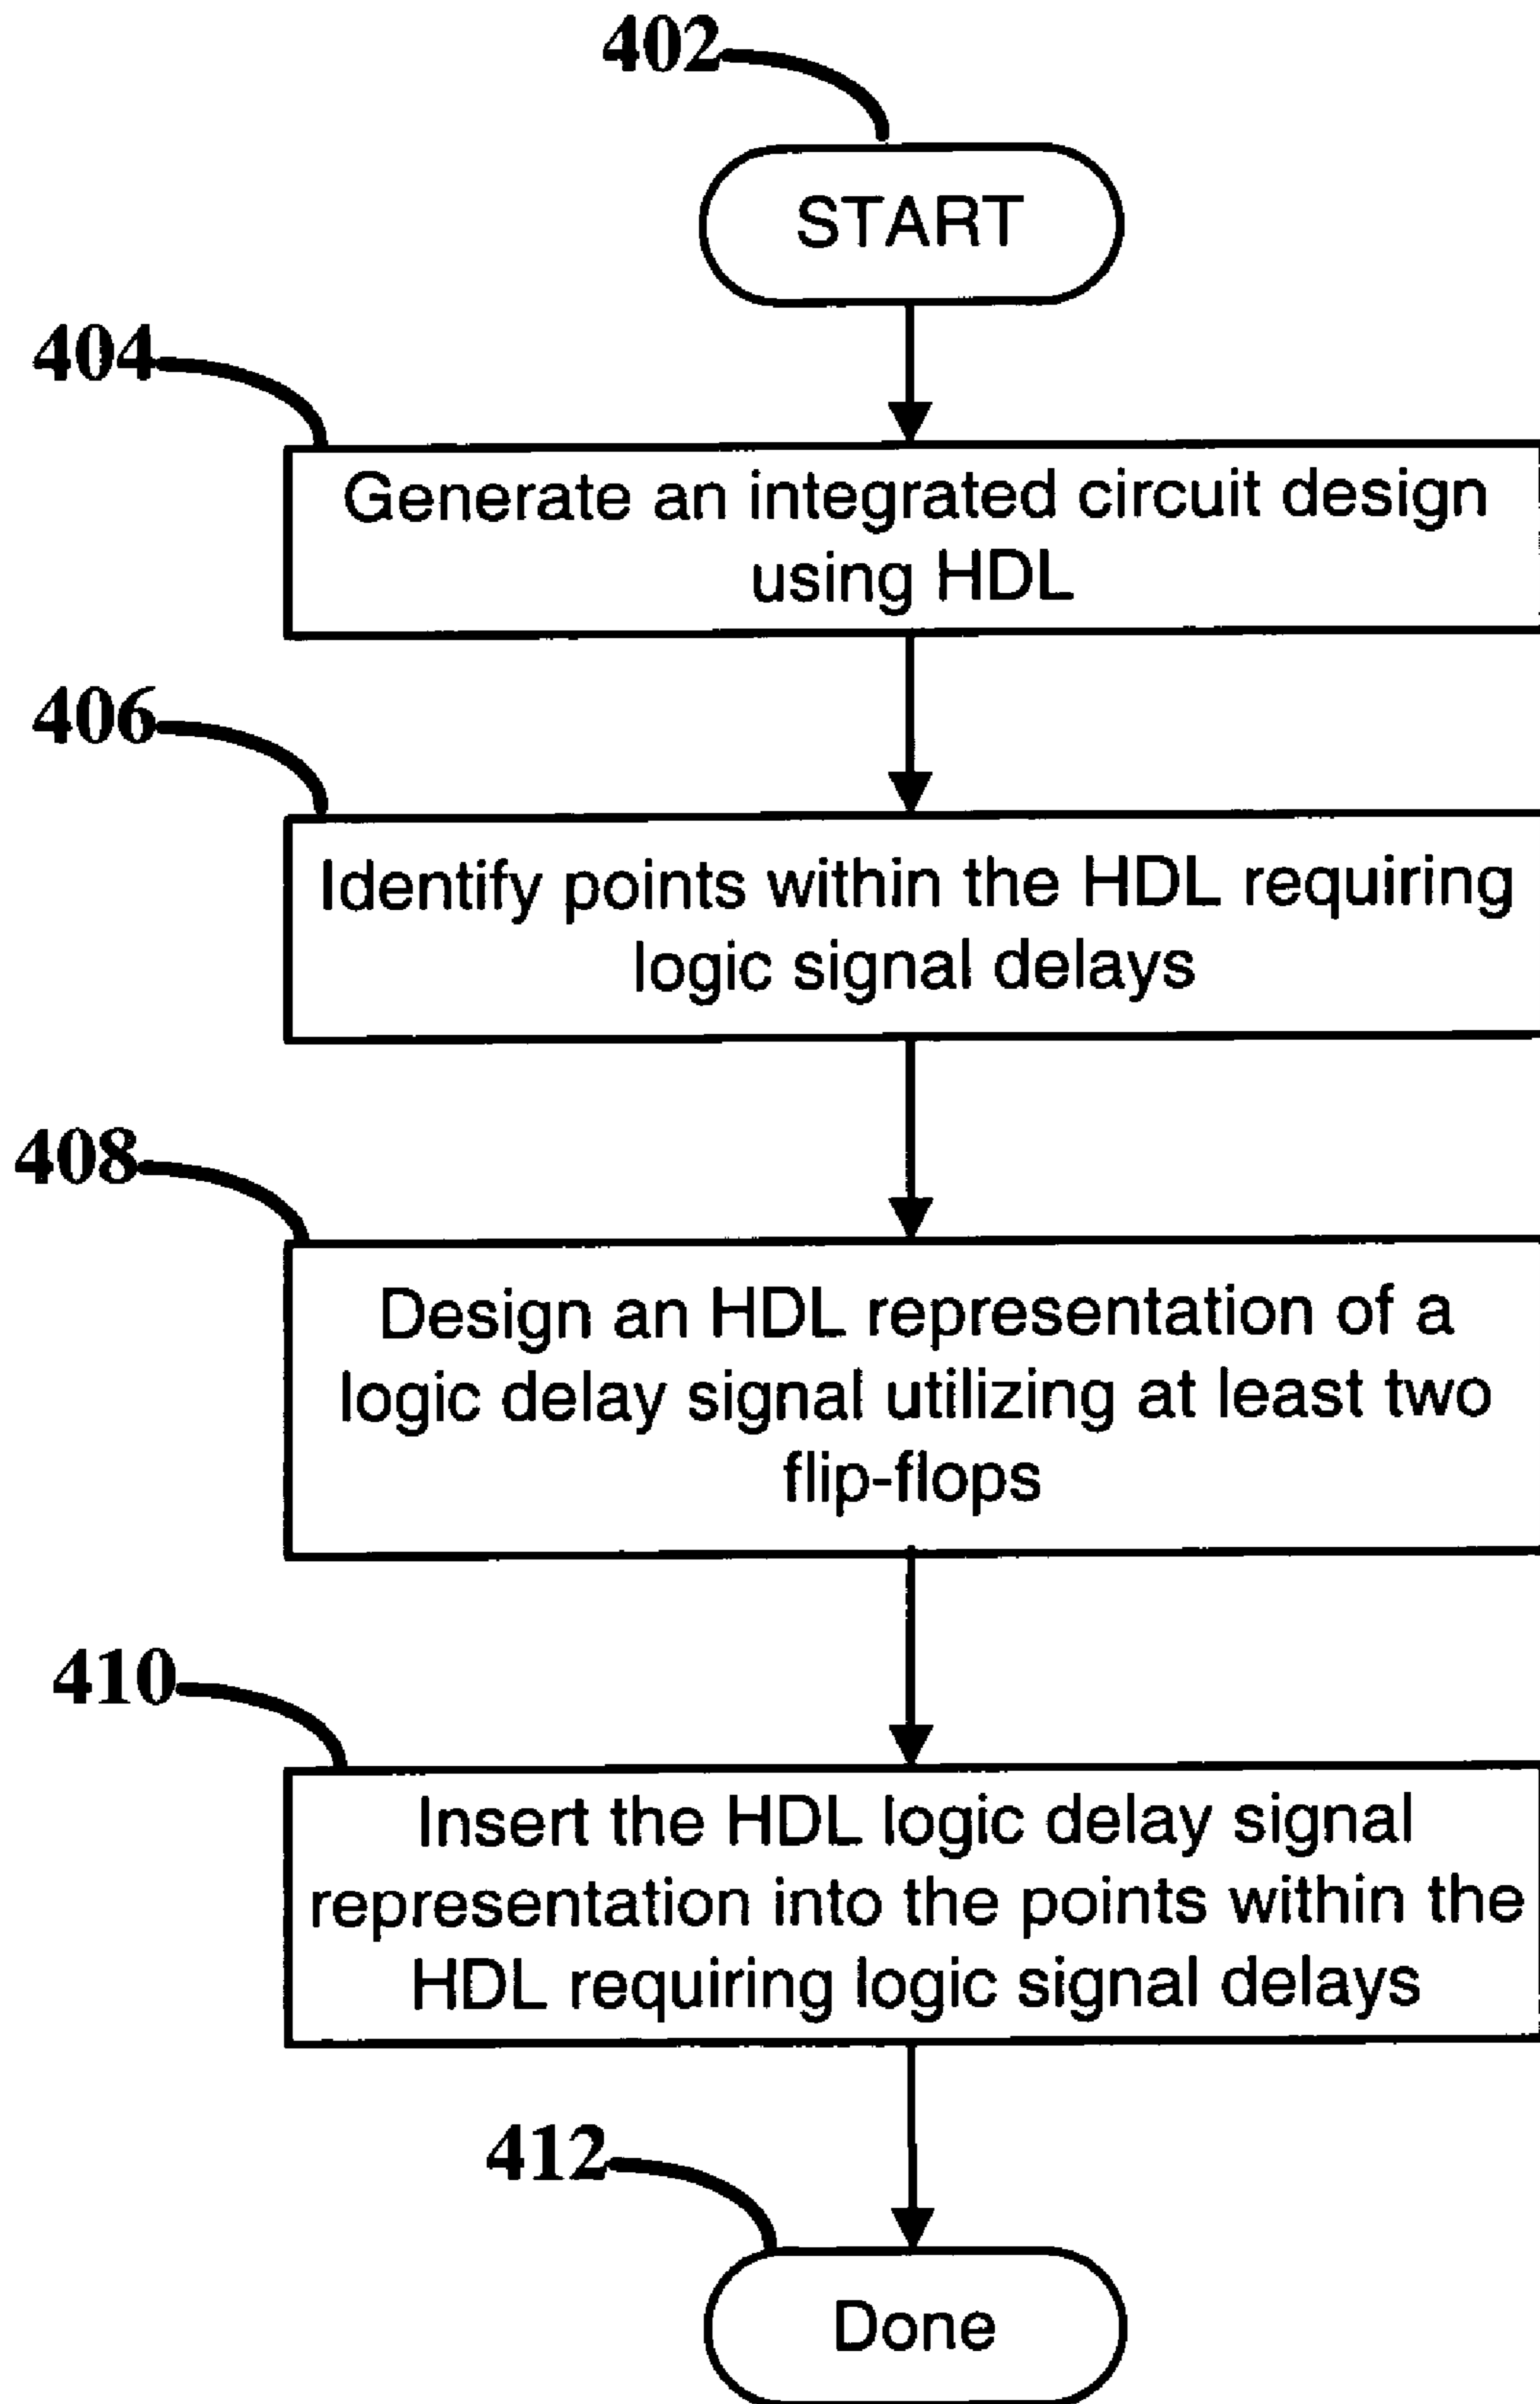 402
START
404
Generate an integrated circuit design
using HDL
406
Identify points within the HDL requiring
logic signal delays
408
Design an HDL representation of a
logic delay signal utilizing at least two
flip-flops
410
Insert the HDL logic delay signal
representation into the points within the
HDL requiring logic signal delays
412
Done